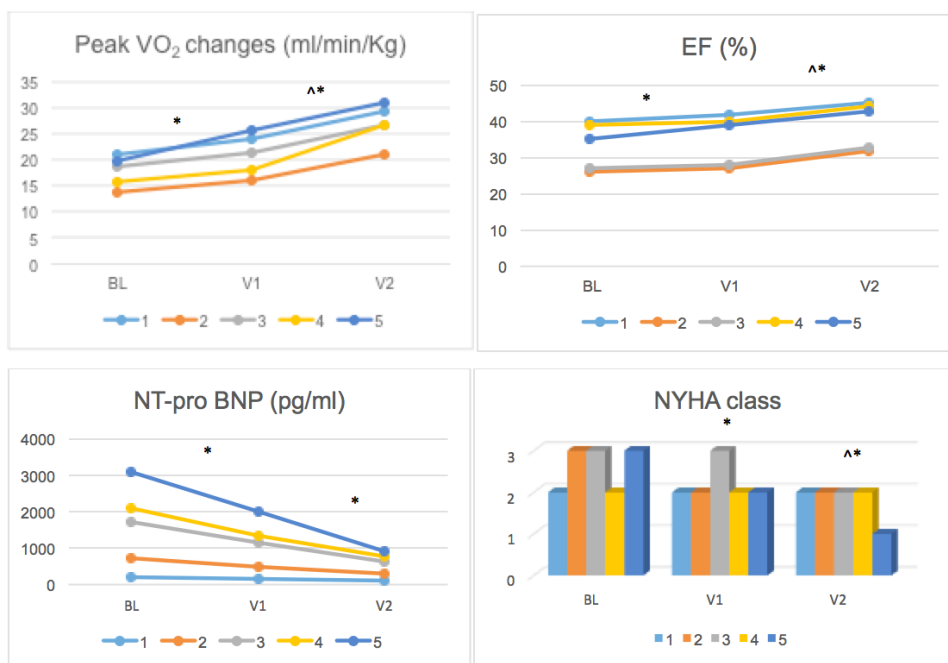 Peak VO₂ changes (ml/min/Kg)
35
30
25
20
15
10
5
0
*
^*
BL V1 V2
1 2 3 4 5
EF (%)
50
40
30
20
10
0
*
^*
BL V1 V2
1 2 3 4 5
NT-pro BNP (pg/ml)
4000
3000
2000
1000
0
*
*
BL V1 V2
1 2 3 4 5
NYHA class
3
2
1
0
*
^*
BL V1 V2
1 2 3 4 5